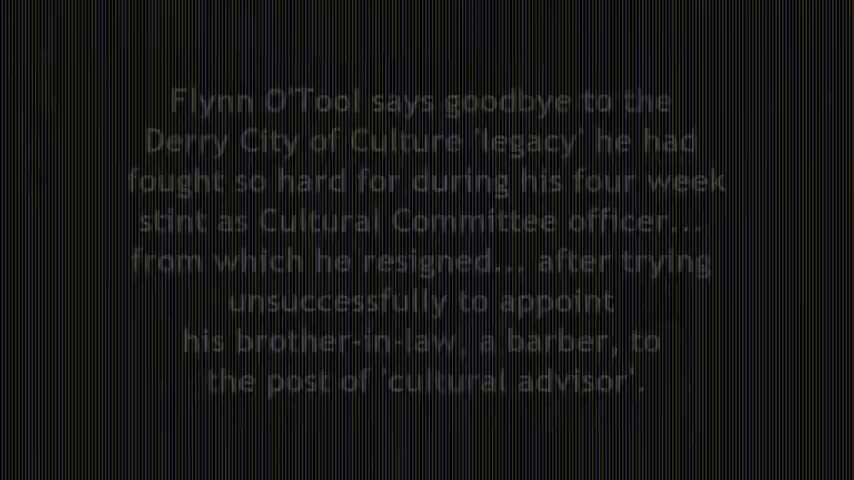 Flynn O'Tool says goodbye to the
Derry City of Culture 'legacy' he had
fought so hard for during his four week
stint as Cultural Committee officer...
from which he resigned... after trying
unsuccessfully to appoint
his brother-in-law, a barber, to
the post of 'cultural advisor'.